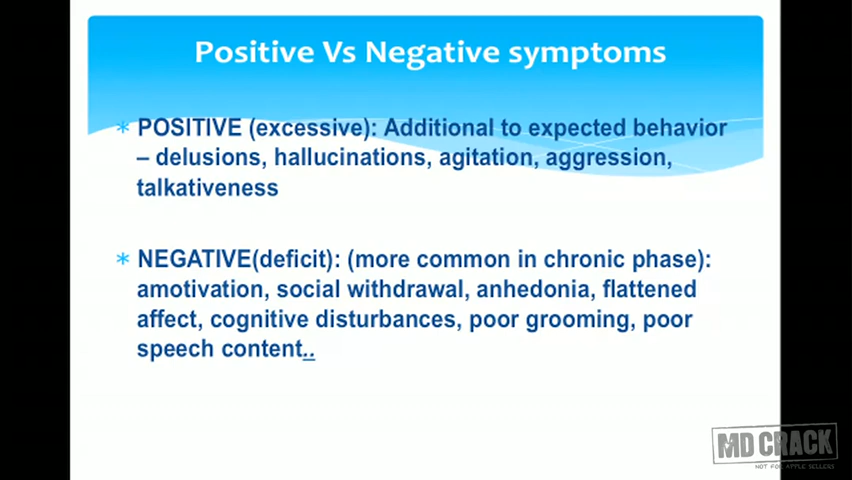 Positive Vs Negative symptoms
* POSITIVE (excessive): Additional to expected behavior
– delusions, hallucinations, agitation, aggression,
talkativeness
* NEGATIVE(deficit): (more common in chronic phase):
amotivation, social withdrawal, anhedonia, flattened
affect, cognitive disturbances, poor grooming, poor
speech content..
MD CRACK
NOT FOR APPLE SELLERS